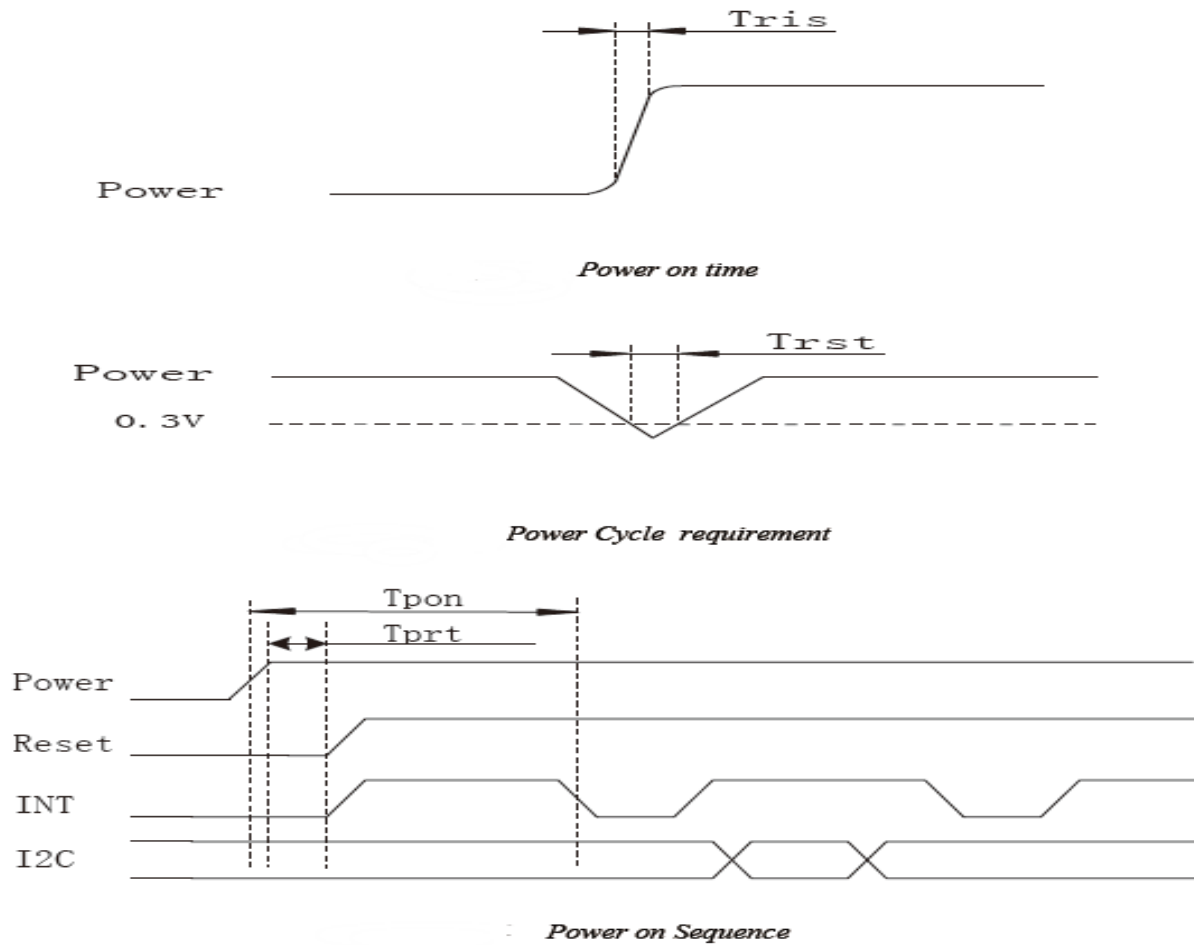 Tris
Power
Power on time
Trst
Power
0.3V
Power Cycle requirement
Tpon
Tprt
Power
Reset
INT
I2C
Power on Sequence